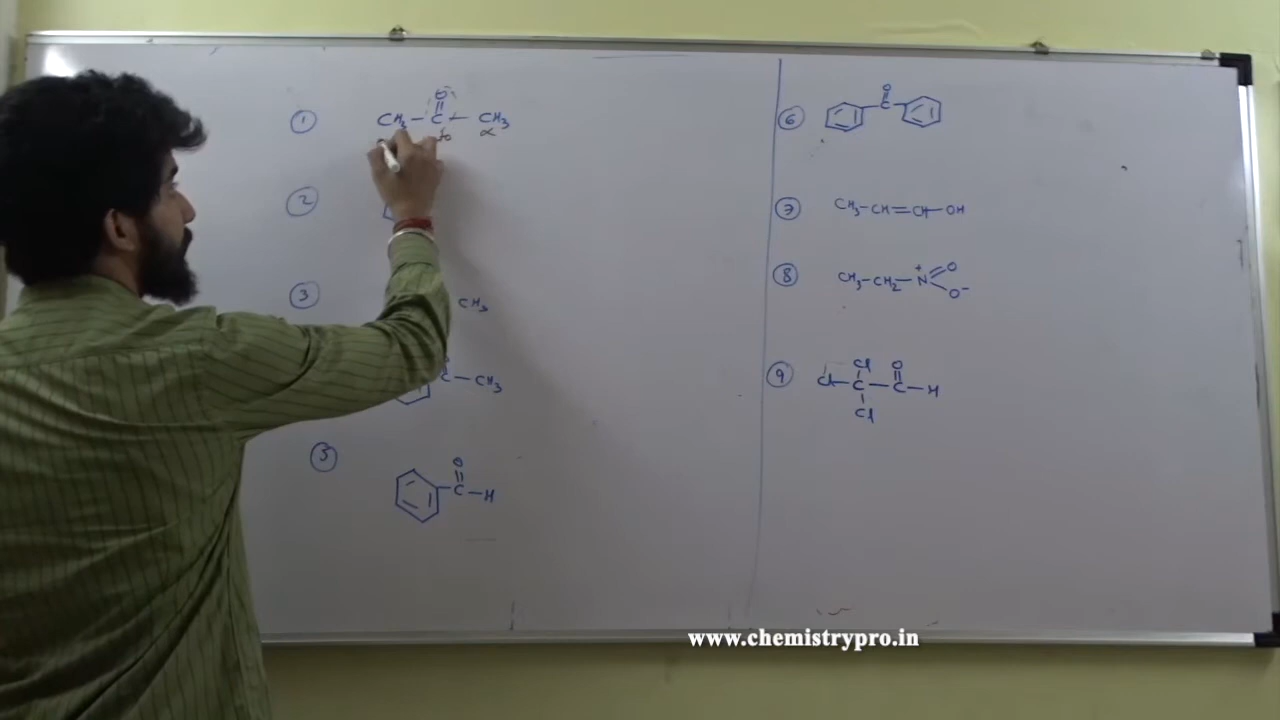 ① O
CH3 — C — CH3
α
②
③ CH3
C — CH3
⑤ O
C — H
⑥ O
C
⑦ CH3—CH=CH—OH
⑧ CH3—CH2—N + O
O−
⑨ Cl O
Cl—C—C—H
Cl
www.chemistrypro.in